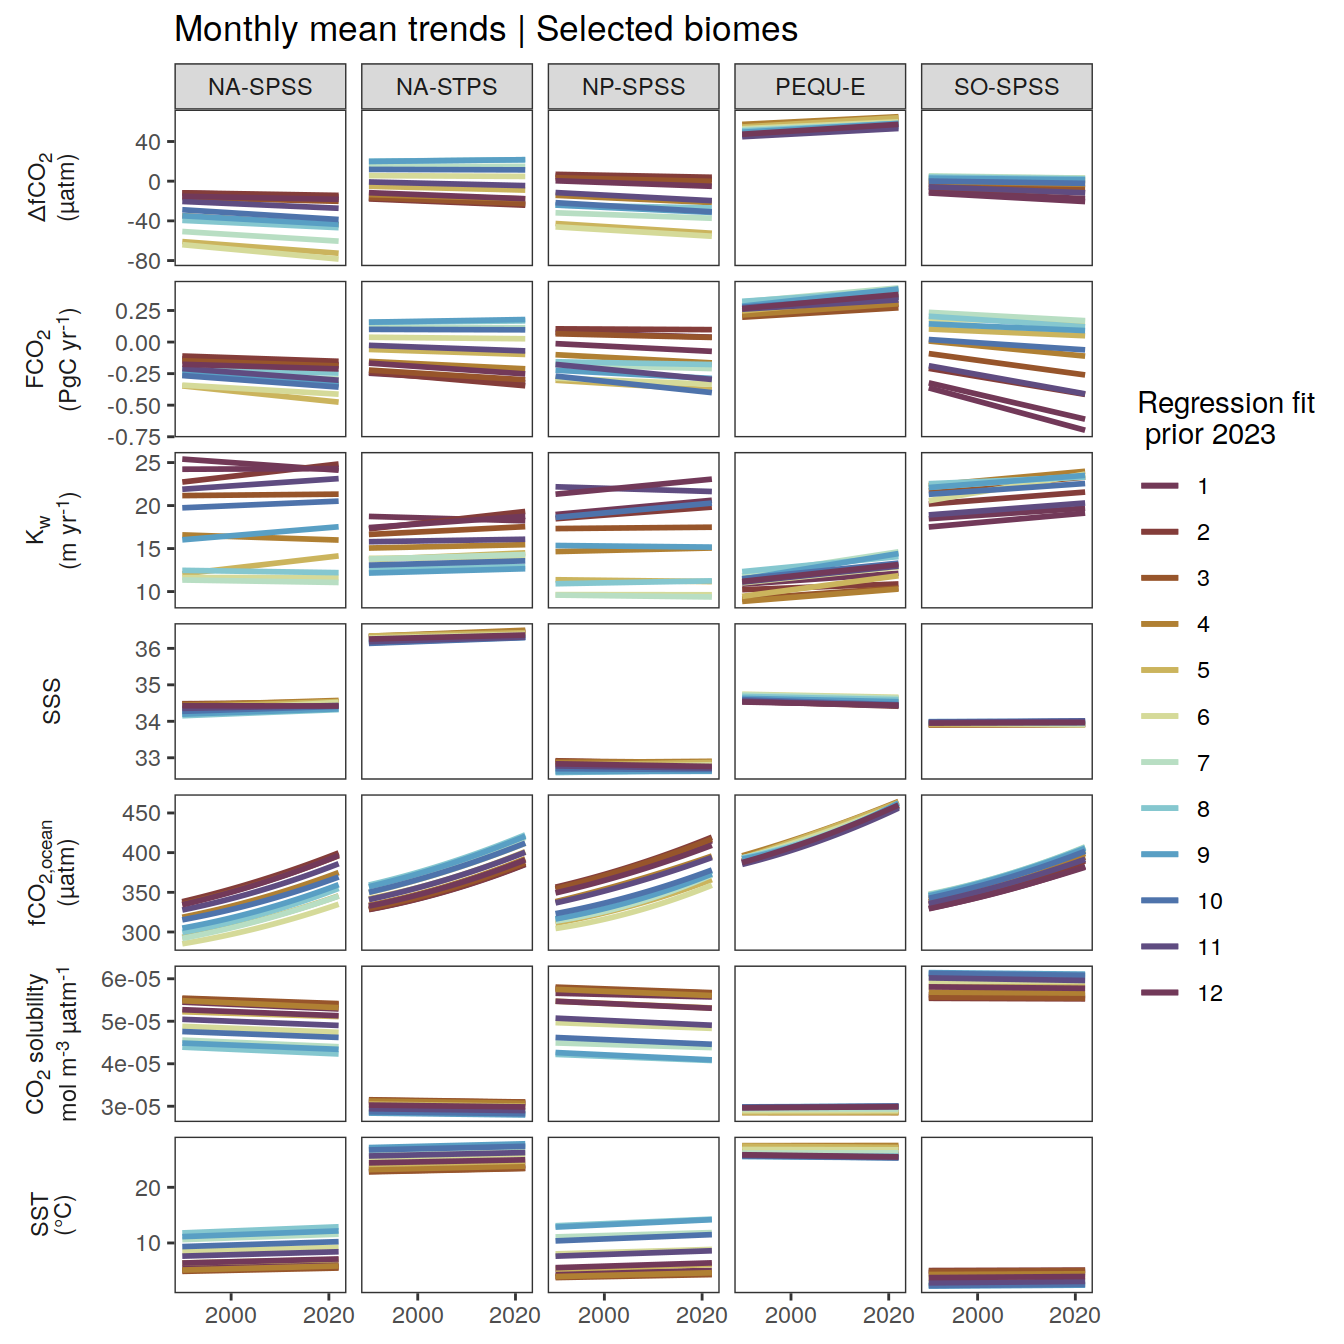 Monthly mean trends | Selected biomes
NA-SPSS NA-STPS NP-SPSS PEQU-E SO-SPSS
ΔfCO2
(µatm)
40
0
-40
-80
FCO2
(PgC yr-1)
0.25
0.00
-0.25
-0.50
-0.75
Kw
(m yr-1)
25
20
15
10
SSS
36
35
34
33
fCO2,ocean
(µatm)
450
400
350
300
CO2 solubility
mol m-3 µatm-1
6e-05
5e-05
4e-05
3e-05
SST
(°C)
20
10
2000 2020 2000 2020 2000 2020 2000 2020 2000 2020
Regression fit
prior 2023
1
2
3
4
5
6
7
8
9
10
11
12